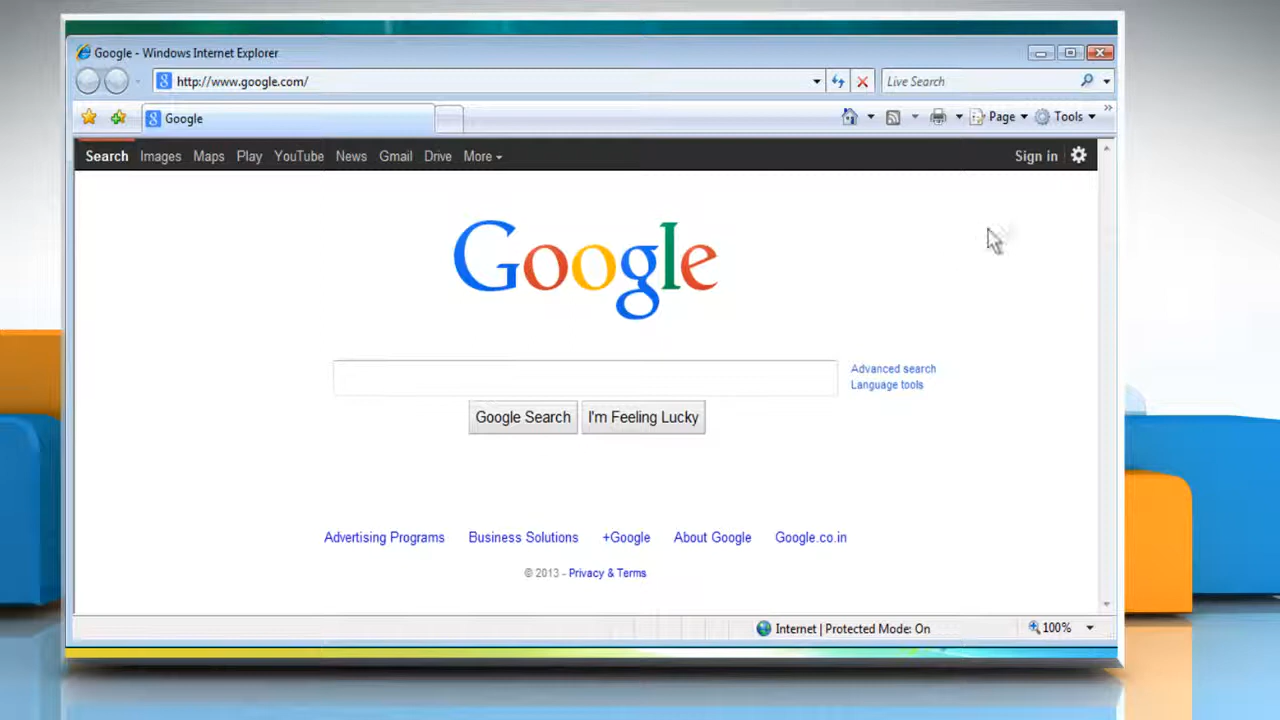 Google - Windows Internet Explorer
http://www.google.com/ Live Search
Google Page Tools
Search Images Maps Play YouTube News Gmail Drive More Sign in
Google
Advanced search
Language tools
Google Search I'm Feeling Lucky
Advertising Programs Business Solutions +Google About Google Google.co.in
© 2013 - Privacy & Terms
Internet | Protected Mode: On 100%